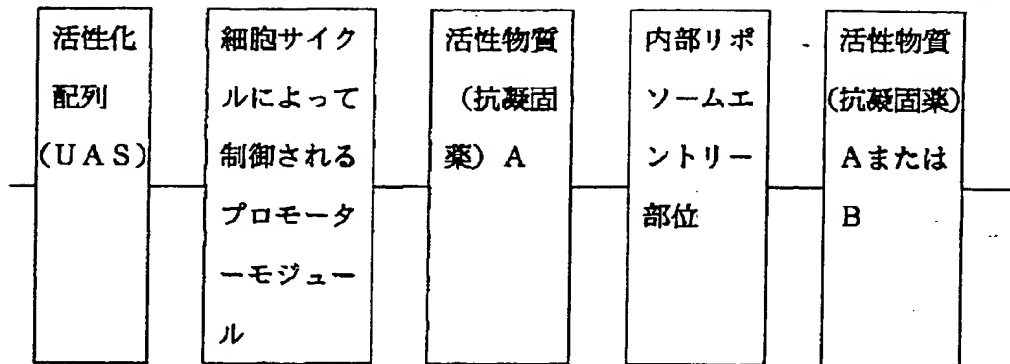 活性化
配列
(UAS)
細胞サイク
ルによって
制御される
プロモータ
ーモジュー
ル
活性物質
(抗凝固
薬) A
内部リポ
ソームエ
ントリー
部位
活性物質
(抗凝固薬)
Aまたは
B